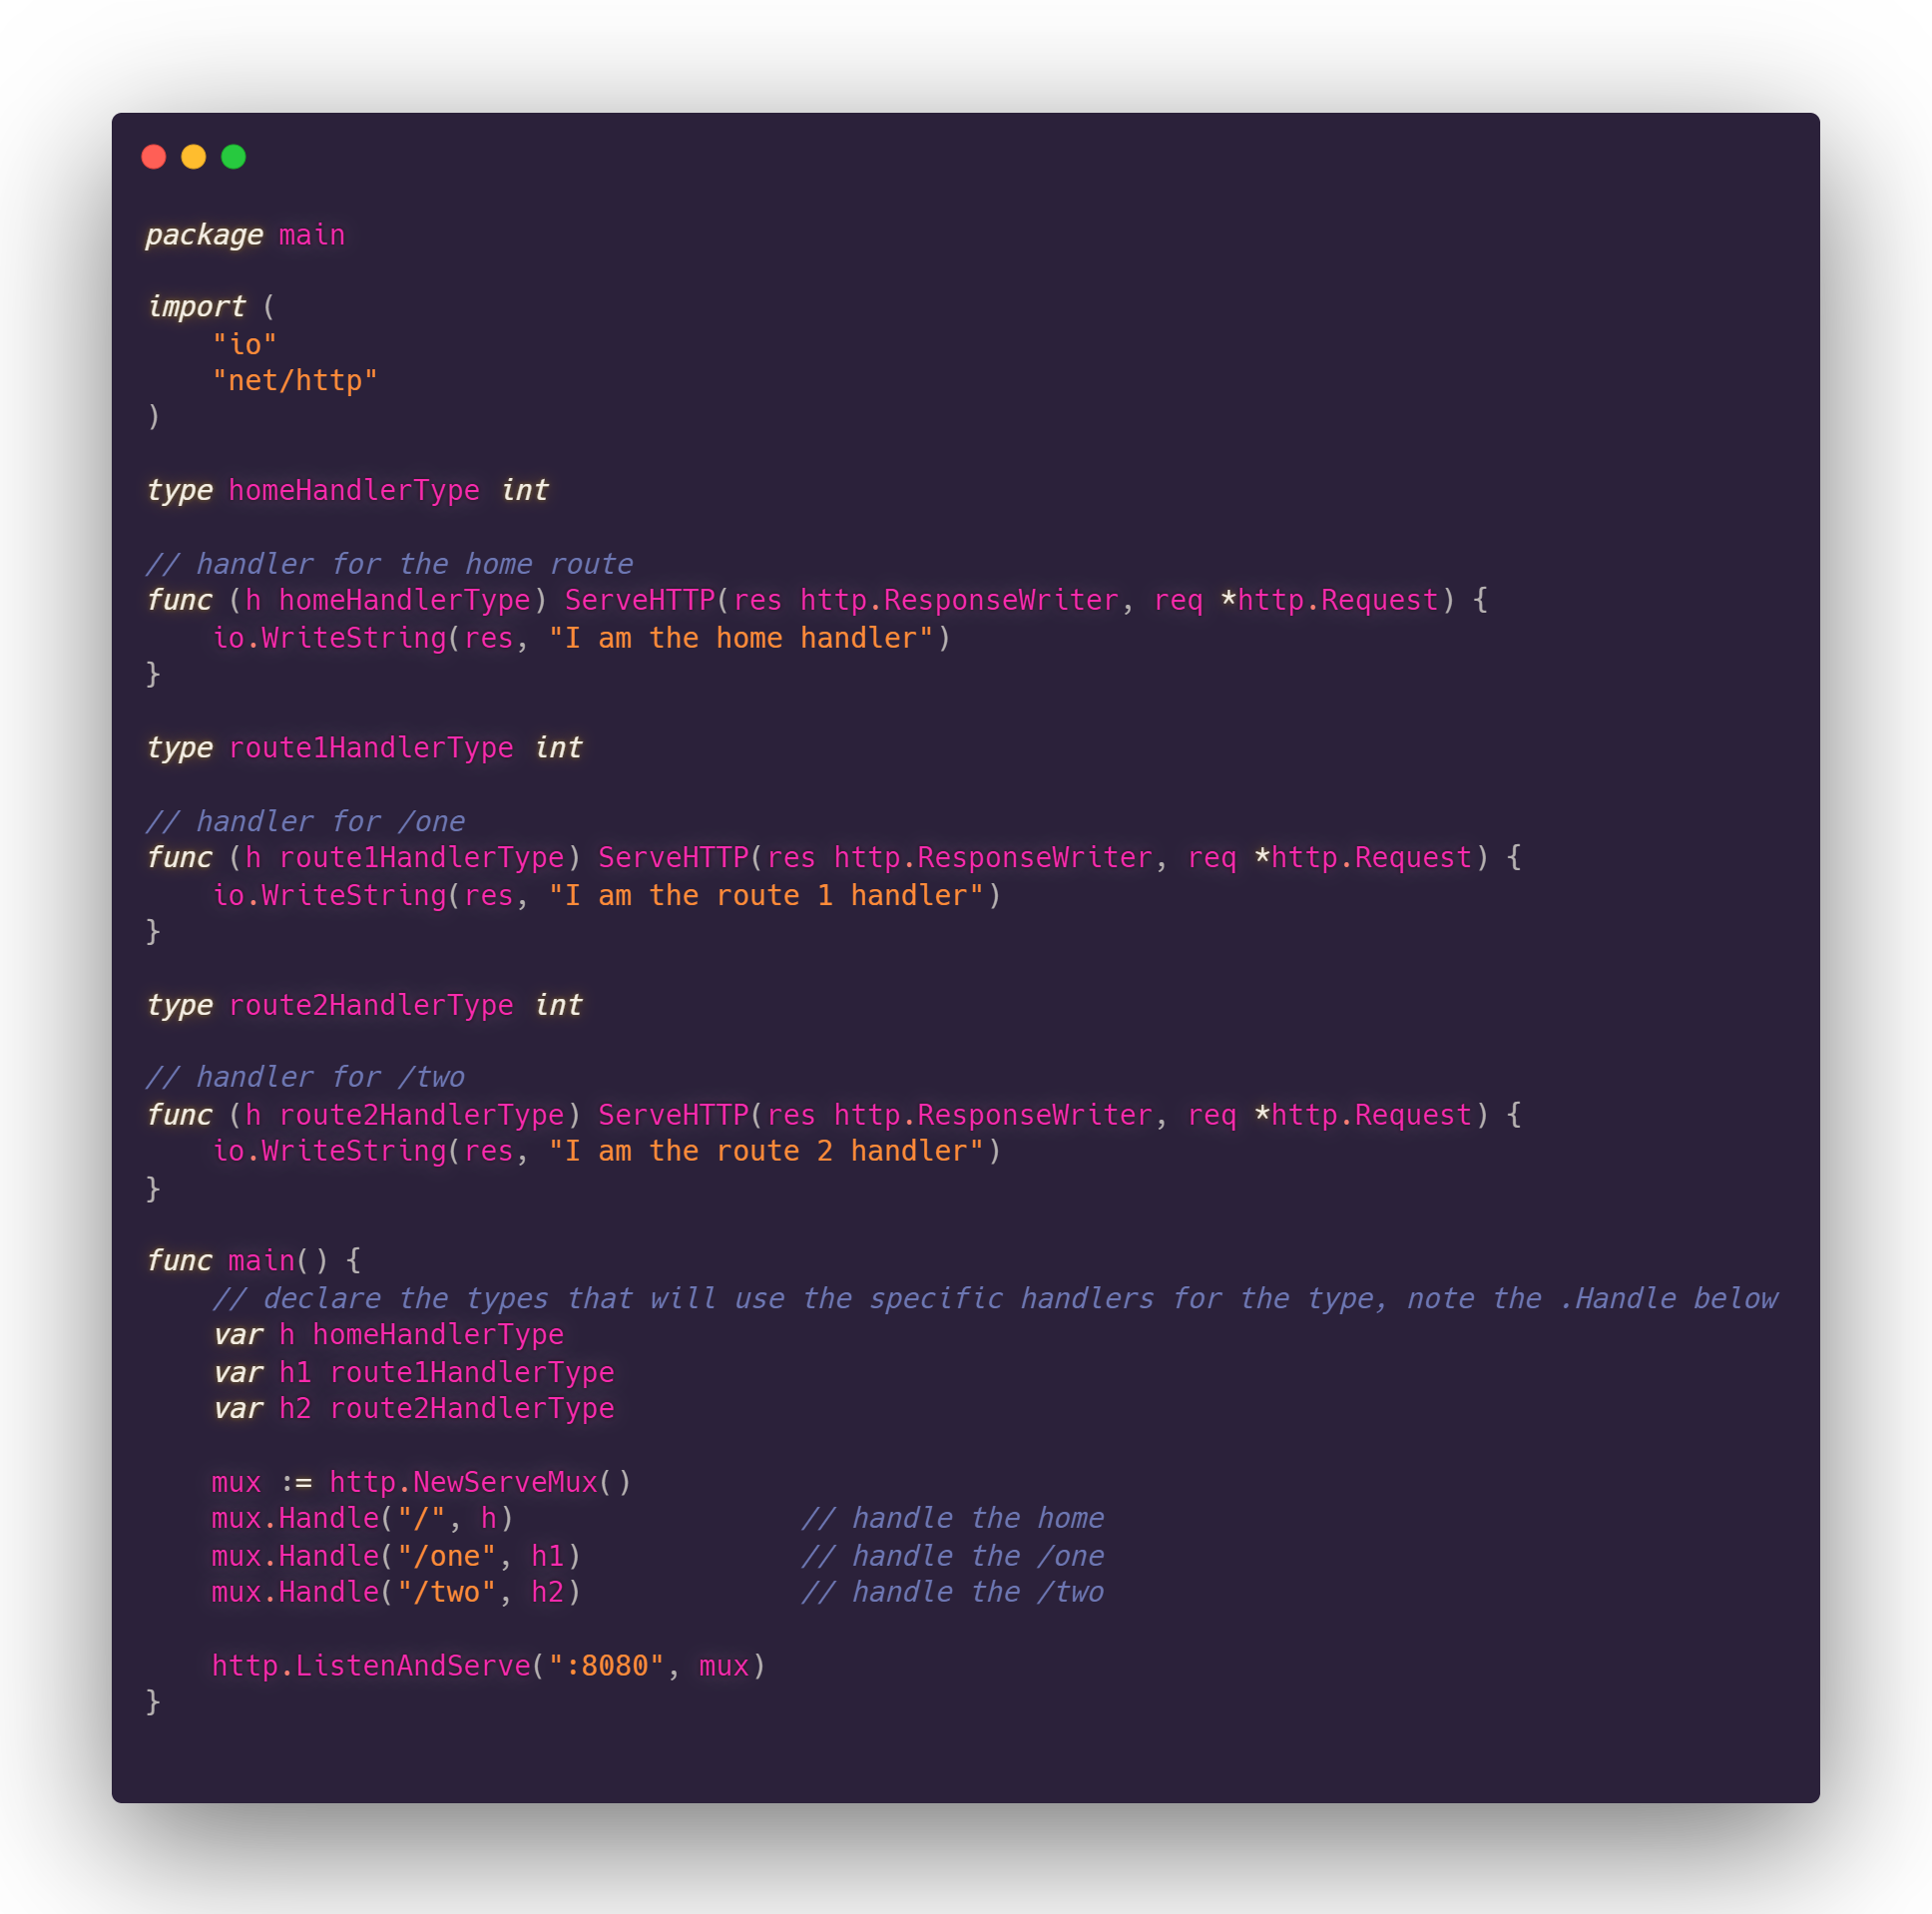 package main

import (
    "io"
    "net/http"
)

type homeHandlerType int

// handler for the home route
func (h homeHandlerType) ServeHTTP(res http.ResponseWriter, req *http.Request) {
    io.WriteString(res, "I am the home handler")
}

type route1HandlerType int

// handler for /one
func (h route1HandlerType) ServeHTTP(res http.ResponseWriter, req *http.Request) {
    io.WriteString(res, "I am the route 1 handler")
}

type route2HandlerType int

// handler for /two
func (h route2HandlerType) ServeHTTP(res http.ResponseWriter, req *http.Request) {
    io.WriteString(res, "I am the route 2 handler")
}

func main() {
    // declare the types that will use the specific handlers for the type, note the .Handle below
    var h homeHandlerType
    var h1 route1HandlerType
    var h2 route2HandlerType

    mux := http.NewServeMux()
    mux.Handle("/", h)                 // handle the home
    mux.Handle("/one", h1)             // handle the /one
    mux.Handle("/two", h2)             // handle the /two

    http.ListenAndServe(":8080", mux)
}